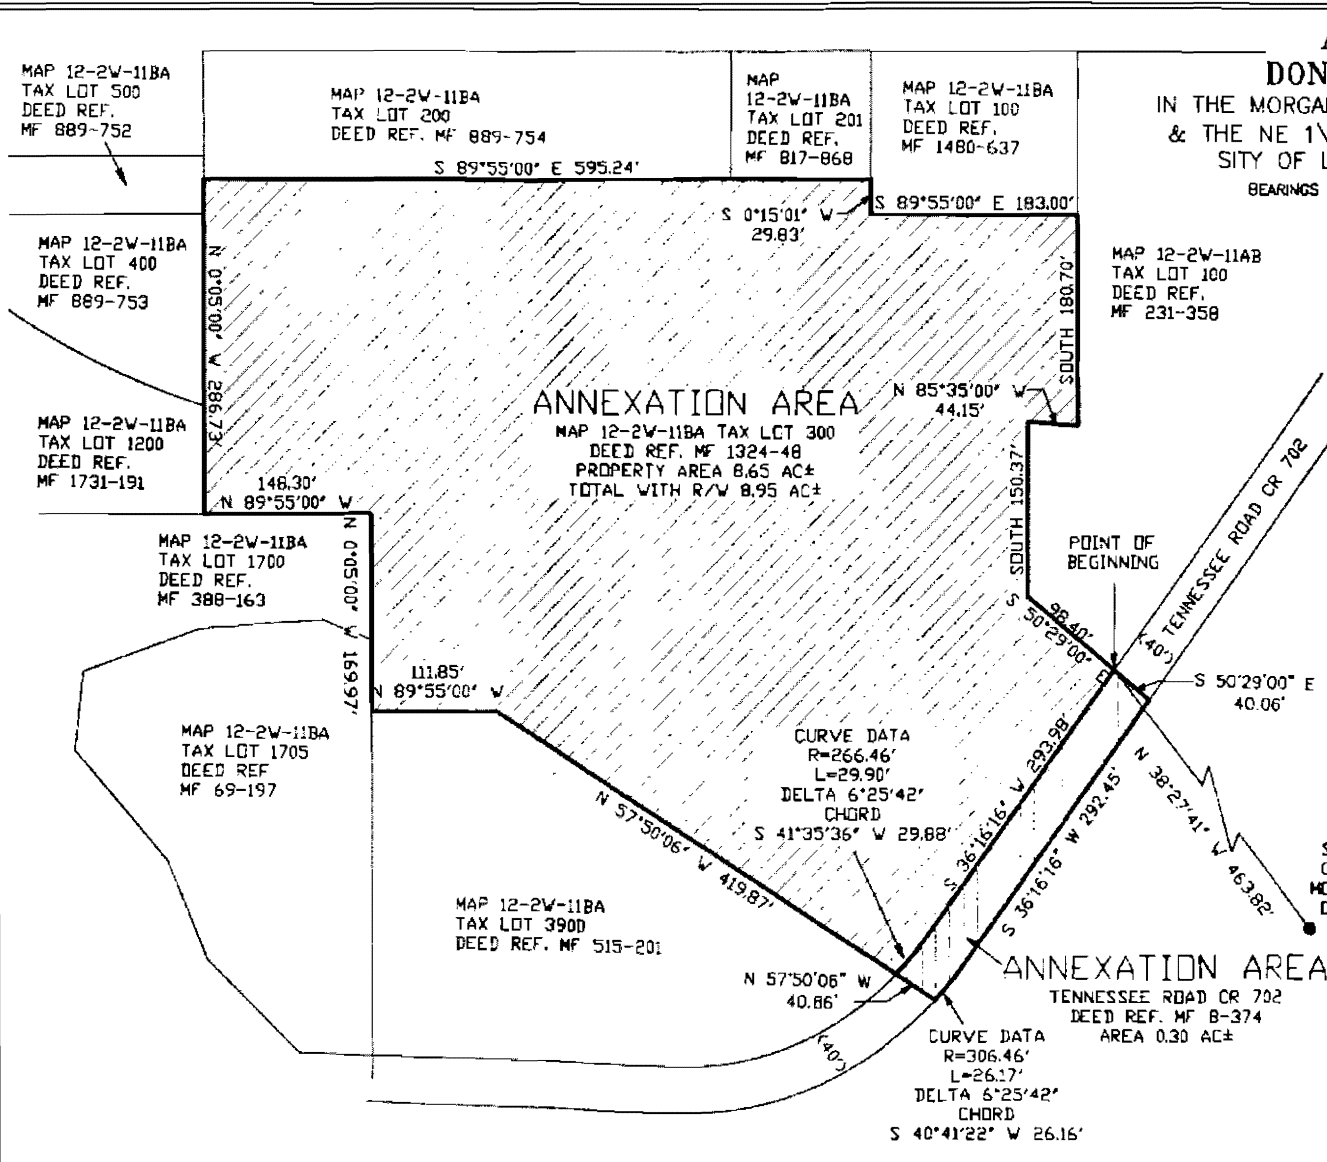 MAP 12-2W-11BA
TAX LOT 500
DEED REF.
MF 889-752
MAP 12-2W-11BA
TAX LOT 200
DEED REF. MF 889-754
MAP
12-2W-11BA
TAX LOT 201
DEED REF.
MF 817-868
MAP 12-2W-11BA
TAX LOT 100
DEED REF.
MF 1480-637
DON
IN THE MORGA
& THE NE 1\
SITY OF L
BEARINGS
S 89°55'00" E 595.24'
S 0°15'01" W
29.83'
S 89°55'00" E 183.00'
MAP 12-2W-11BA
TAX LOT 400
DEED REF.
MF 889-753
N 0°05'00" W 286.73'
SOUTH 180.70'
MAP 12-2W-11AB
TAX LOT 100
DEED REF.
MF 231-358
ANNEXATION AREA
MAP 12-2W-11BA TAX LOT 300
DEED REF. MF 1324-48
PROPERTY AREA 8.65 AC±
TOTAL WITH R/W 8.95 AC±
N 85°35'00" W
44.15'
MAP 12-2W-11BA
TAX LOT 1200
DEED REF.
MF 1731-191
148.30'
N 89°55'00" W
SOUTH 150.37'
TENNESSEE ROAD CR 702
(40')
MAP 12-2W-11BA
TAX LOT 1700
DEED REF.
MF 388-163
N 0°05'00" W 169.97'
POINT OF
BEGINNING
98.40'
S 50°29'00"
111.85'
N 89°55'00" W
S 50°29'00" E
40.06'
MAP 12-2W-11BA
TAX LOT 1705
DEED REF
MF 69-197
CURVE DATA
R=266.46'
L=29.90'
DELTA 6°25'42"
CHORD
S 41°35'36" W 29.88'
S 36°16'16" W 293.98'
S 36°16'16" W 292.45'
N 38°27'41" W 463.82'
N 57°50'06" W 419.87'
MAP 12-2W-11BA
TAX LOT 3900
DEED REF. MF 515-201
N 57°50'06" W
40.86'
ANNEXATION AREA
TENNESSEE ROAD CR 702
DEED REF. MF B-374
AREA 0.30 AC±
(40')
CURVE DATA
R=306.46'
L=26.17'
DELTA 6°25'42"
CHORD
S 40°41'22" W 26.16'